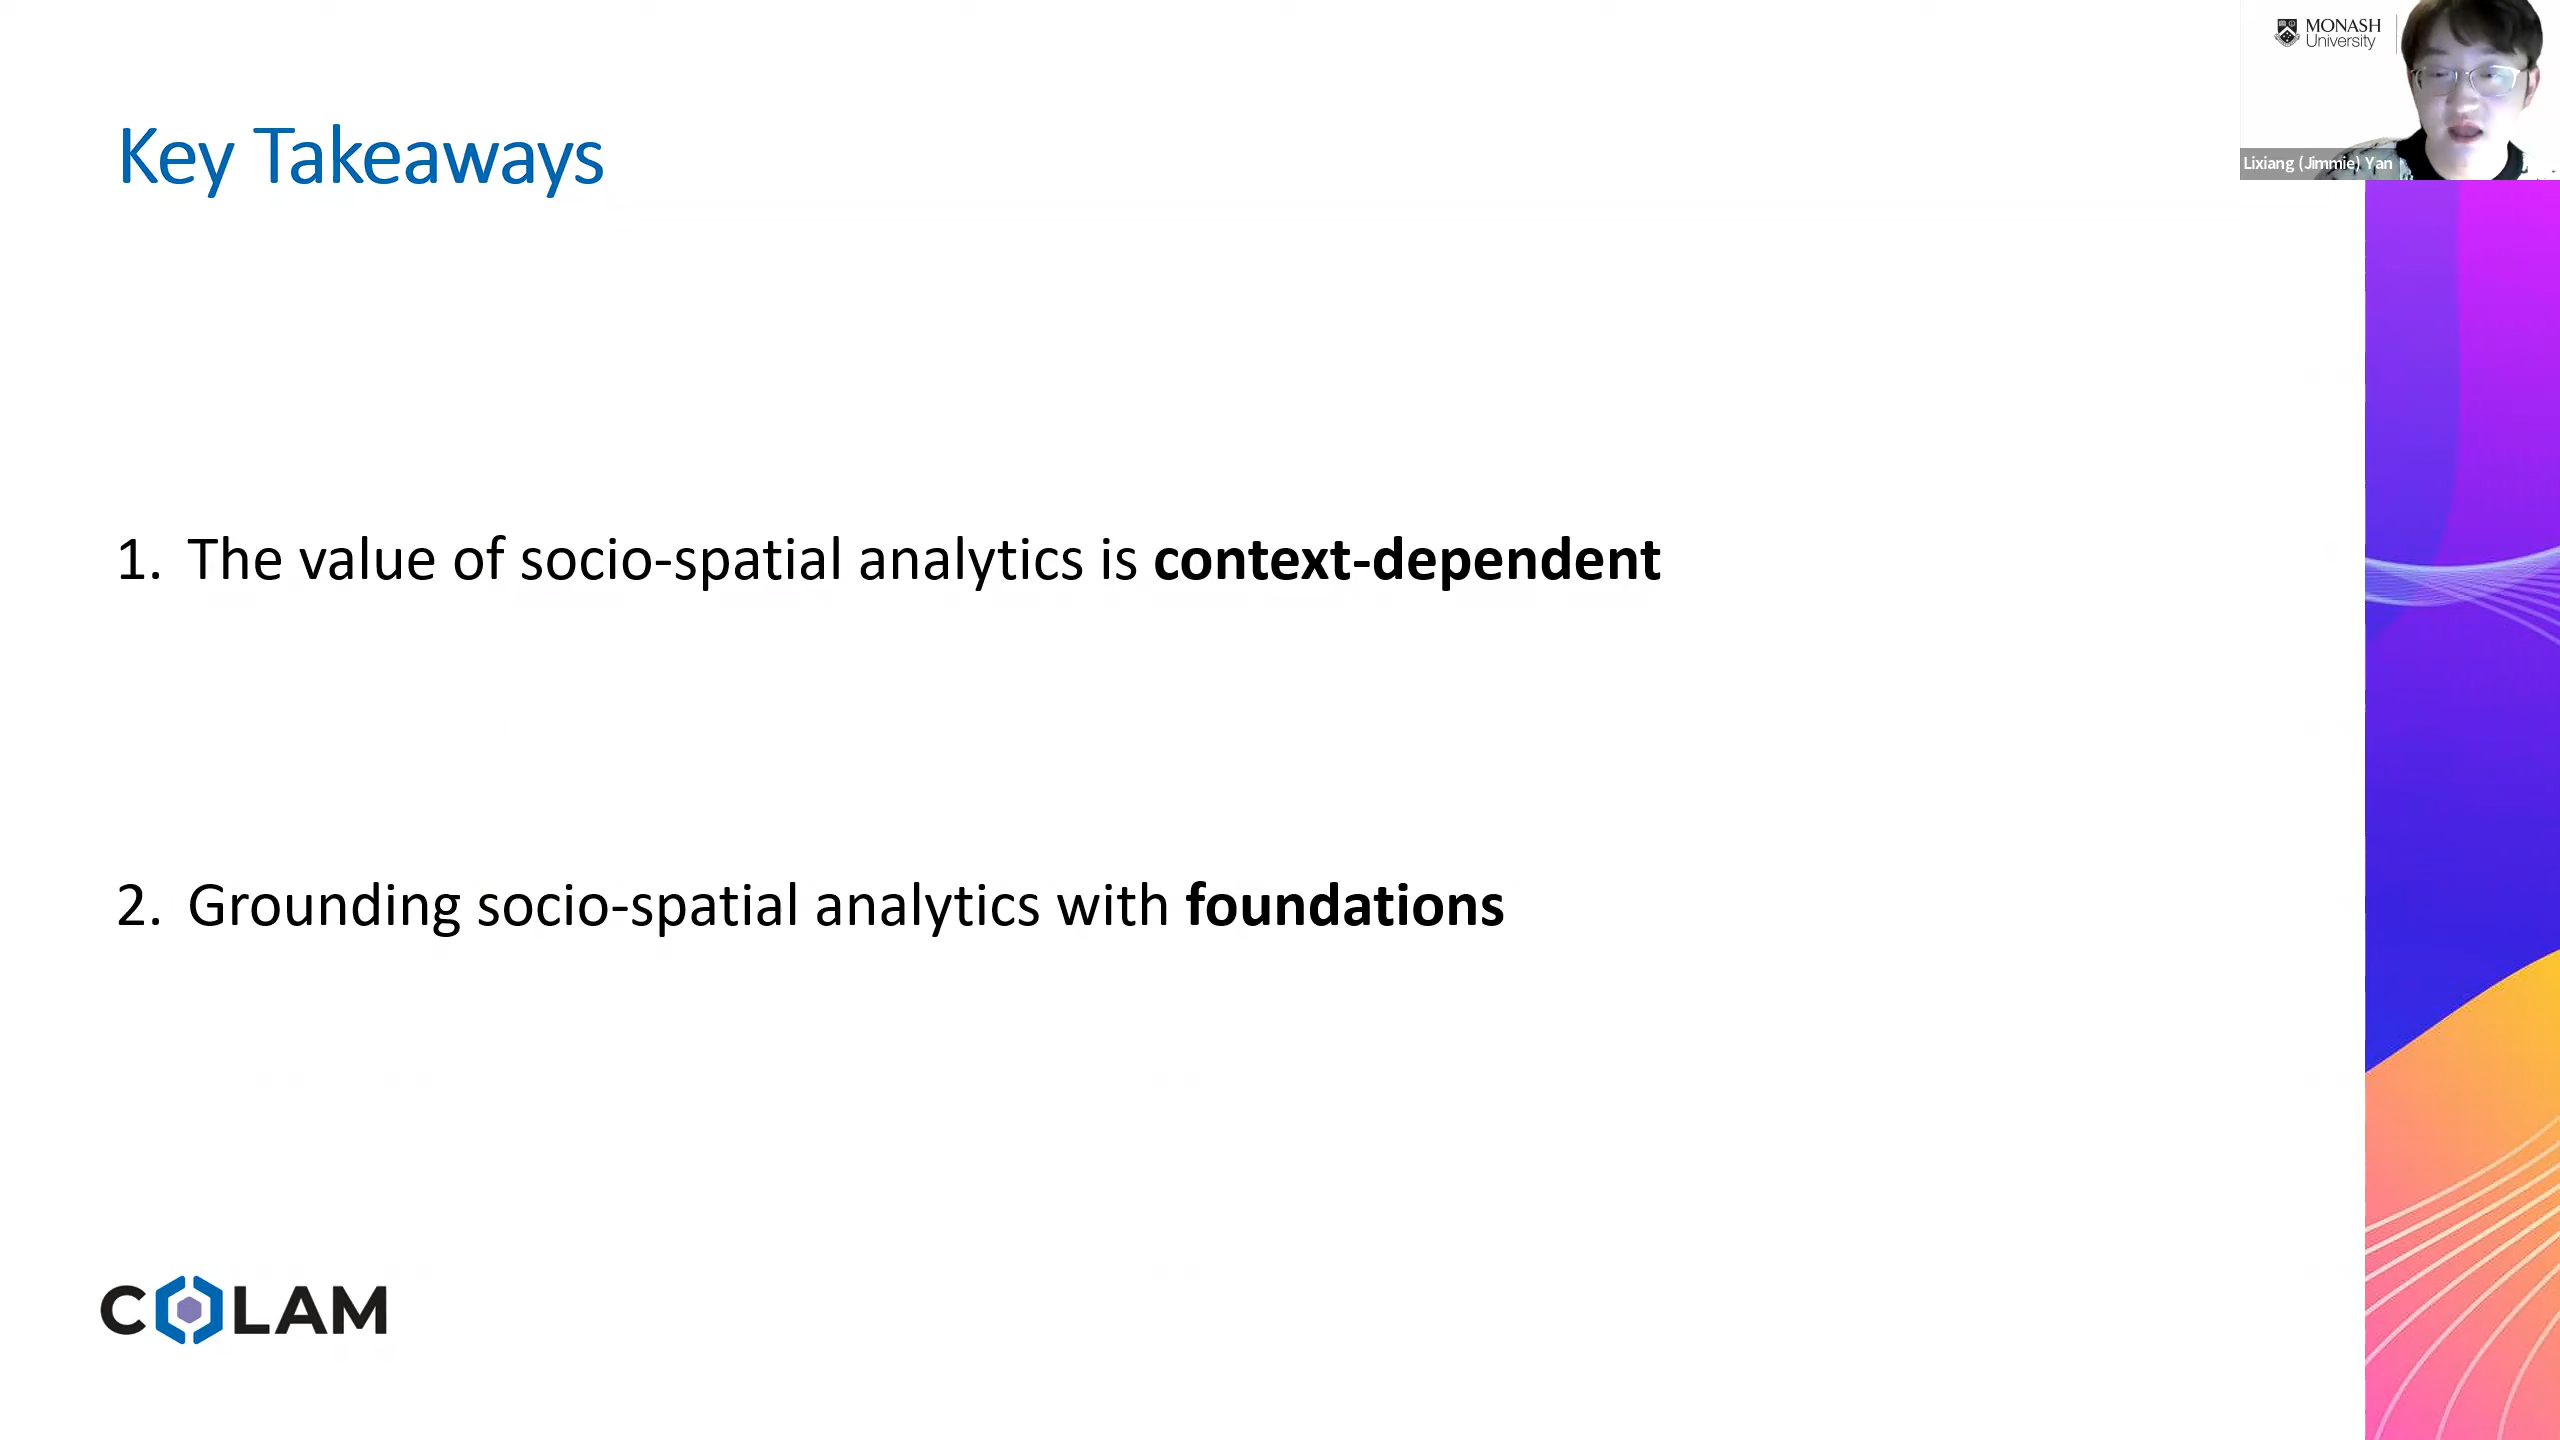 MONASH
University
Lixiang (Jimmie) Yan
Key Takeaways
1. The value of socio-spatial analytics is context-dependent
2. Grounding socio-spatial analytics with foundations
COLAM